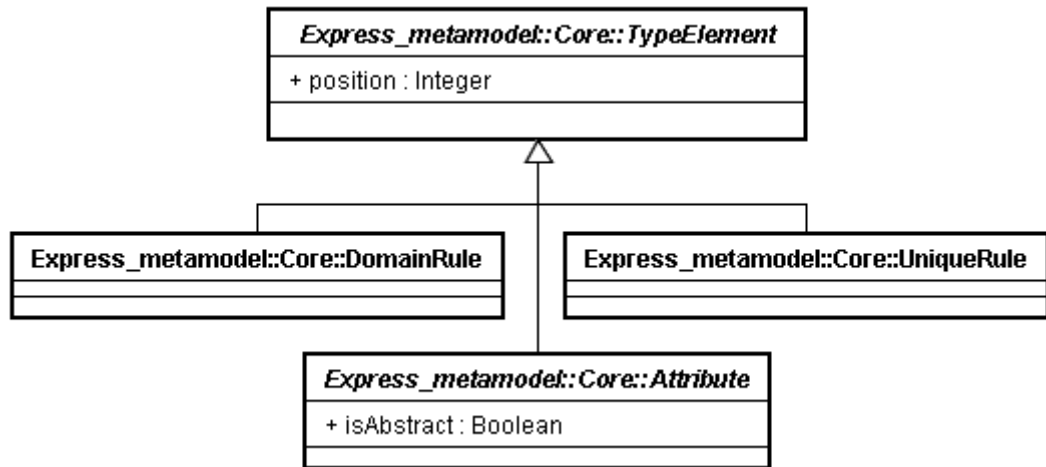 Express_metamodel::Core::TypeElement
+ position : Integer
Express_metamodel::Core::DomainRule
Express_metamodel::Core::UniqueRule
Express_metamodel::Core::Attribute
+ isAbstract : Boolean